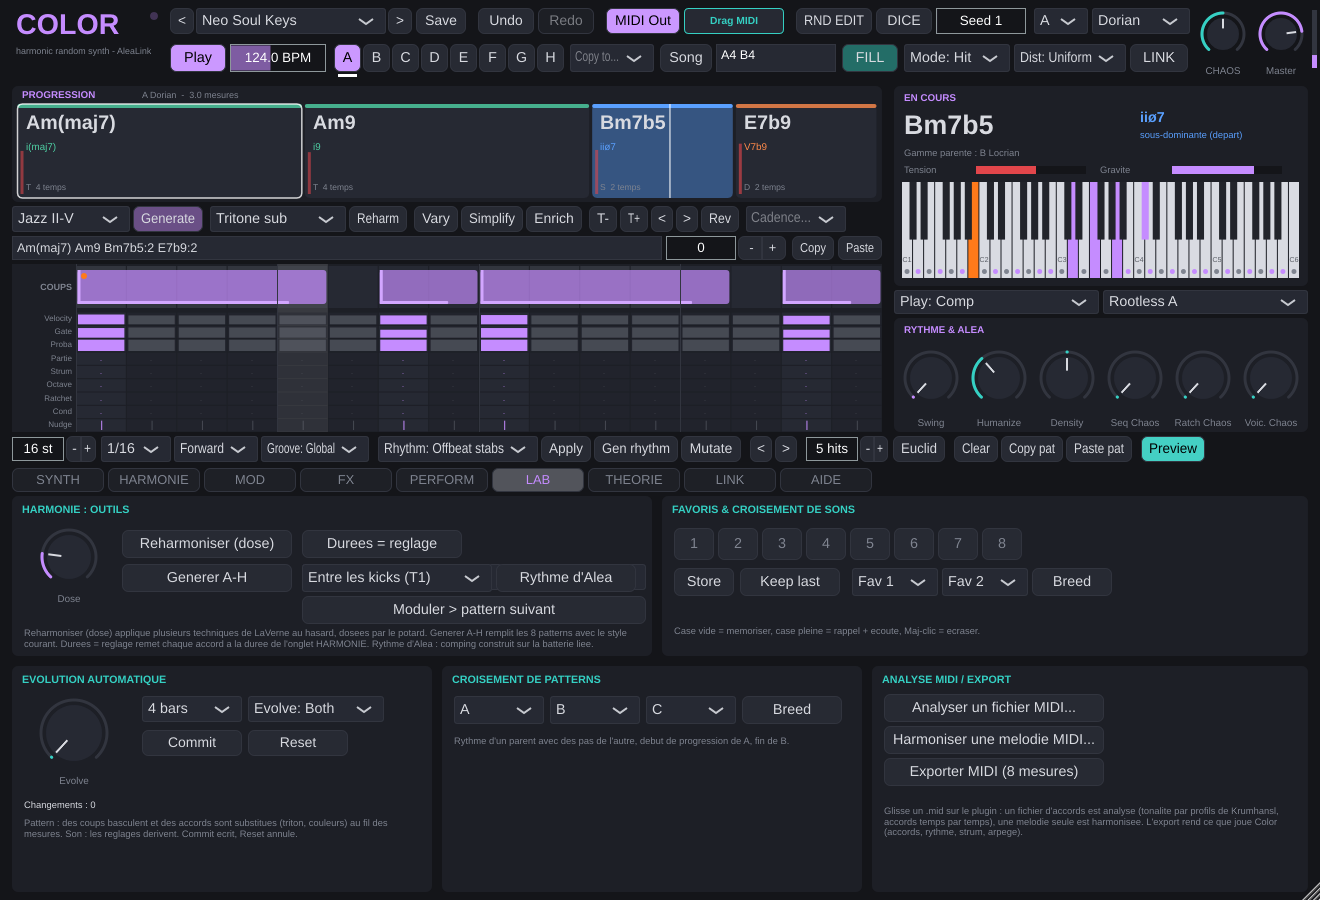 COLOR
harmonic random synth - AleaLink
< Neo Soul Keys > Save Undo Redo MIDI Out Drag MIDI RND EDIT DICE Seed 1 A Dorian
Play 124.0 BPM A B C D E F G H Copy to... Song A4 B4 FILL Mode: Hit Dist: Uniform LINK
CHAOS Master
PROGRESSION A Dorian - 3.0 mesures
Am(maj7) Am9 Bm7b5 E7b9
i(maj7) i9 iiø7 V7b9
T 4 temps T 4 temps S 2 temps D 2 temps
EN COURS
Bm7b5 iiø7
sous-dominante (depart)
Gamme parente : B Locrian
Tension Gravite
C1 C2 C3 C4 C5 C6
Jazz II-V Generate Tritone sub Reharm Vary Simplify Enrich T- T+ < > Rev Cadence...
Am(maj7) Am9 Bm7b5:2 E7b9:2 0 - + Copy Paste
Play: Comp Rootless A
COUPS
Velocity
Gate
Proba
Partie
Strum
Octave
Ratchet
Cond
Nudge
RYTHME & ALEA
Swing Humanize Density Seq Chaos Ratch Chaos Voic. Chaos
16 st - + 1/16 Forward Groove: Global Rhythm: Offbeat stabs Apply Gen rhythm Mutate < > 5 hits - + Euclid Clear Copy pat Paste pat Preview
SYNTH HARMONIE MOD FX PERFORM LAB THEORIE LINK AIDE
HARMONIE : OUTILS
Reharmoniser (dose) Durees = reglage
Generer A-H Entre les kicks (T1) Rythme d'Alea
Dose
Moduler > pattern suivant
Reharmoniser (dose) applique plusieurs techniques de LaVerne au hasard, dosees par le potard. Generer A-H remplit les 8 patterns avec le style
courant. Durees = reglage remet chaque accord a la duree de l'onglet HARMONIE. Rythme d'Alea : comping construit sur la batterie liee.
FAVORIS & CROISEMENT DE SONS
1 2 3 4 5 6 7 8
Store Keep last Fav 1 Fav 2 Breed
Case vide = memoriser, case pleine = rappel + ecoute, Maj-clic = ecraser.
EVOLUTION AUTOMATIQUE
4 bars Evolve: Both
Commit Reset
Evolve
Changements : 0
Pattern : des coups basculent et des accords sont substitues (triton, couleurs) au fil des
mesures. Son : les reglages derivent. Commit ecrit, Reset annule.
CROISEMENT DE PATTERNS
A B C Breed
Rythme d'un parent avec des pas de l'autre, debut de progression de A, fin de B.
ANALYSE MIDI / EXPORT
Analyser un fichier MIDI...
Harmoniser une melodie MIDI...
Exporter MIDI (8 mesures)
Glisse un .mid sur le plugin : un fichier d'accords est analyse (tonalite par profils de Krumhansl,
accords temps par temps), une melodie seule est harmonisee. L'export rend ce que joue Color
(accords, rythme, strum, arpege).